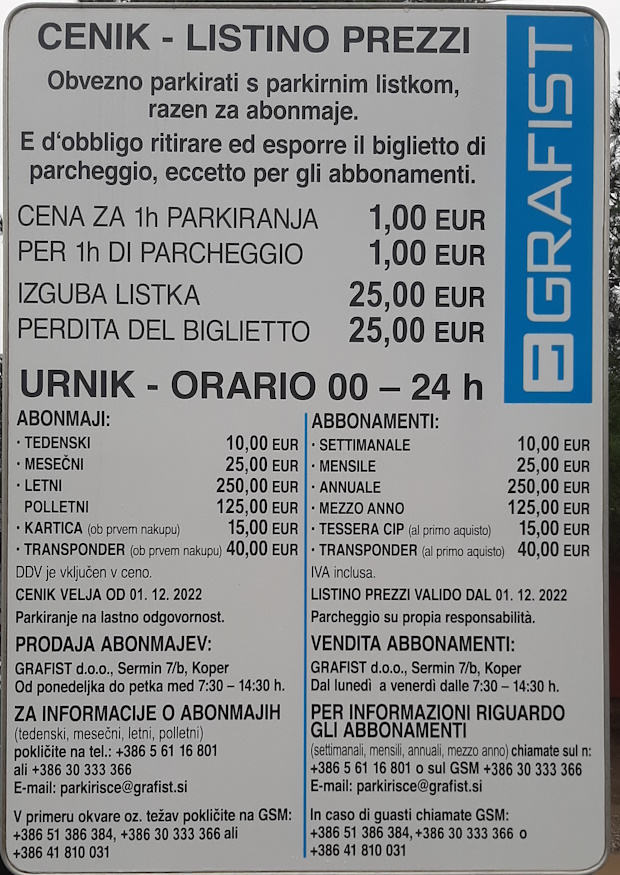 CENIK - LISTINO PREZZI
Obvezno parkirati s parkirnim listkom,
razen za abonmaje.
E d'obbligo ritirare ed esporre il biglietto di
parcheggio, eccetto per gli abbonamenti.
CENA ZA 1h PARKIRANJA 1,00 EUR
PER 1h DI PARCHEGGIO 1,00 EUR
IZGUBA LISTKA 25,00 EUR
PERDITA DEL BIGLIETTO 25,00 EUR
GRAFIST
URNIK - ORARIO 00 – 24 h
ABONMAJI:
· TEDENSKI 10,00 EUR
· MESEČNI 25,00 EUR
· LETNI 250,00 EUR
POLLETNI 125,00 EUR
· KARTICA (ob prvem nakupu) 15,00 EUR
· TRANSPONDER (ob prvem nakupu) 40,00 EUR
DDV je vključen v ceno.
CENIK VELJA OD 01. 12. 2022
Parkiranje na lastno odgovornost.
PRODAJA ABONMAJEV:
GRAFIST d.o.o., Sermin 7/b, Koper
Od ponedeljka do petka med 7:30 – 14:30 h.
ZA INFORMACIJE O ABONMAJIH
(tedenski, mesečni, letni, polletni)
pokličite na tel.: +386 5 61 16 801
ali +386 30 333 366
E-mail: parkirisce@grafist.si
V primeru okvare oz. težav pokličite na GSM:
+386 51 386 384, +386 30 333 366 ali
+386 41 810 031
ABBONAMENTI:
· SETTIMANALE 10,00 EUR
· MENSILE 25,00 EUR
· ANNUALE 250,00 EUR
· MEZZO ANNO 125,00 EUR
· TESSERA CIP (al primo aquisto) 15,00 EUR
· TRANSPONDER (al primo aquisto) 40,00 EUR
IVA inclusa.
LISTINO PREZZI VALIDO DAL 01. 12. 2022
Parcheggio su propia responsabilità.
VENDITA ABBONAMENTI:
GRAFIST d.o.o., Sermin 7/b, Koper
Dal lunedì a venerdì dalle 7:30 – 14:30 h.
PER INFORMAZIONI RIGUARDO
GLI ABBONAMENTI
(settimanali, mensili, annuali, mezzo anno) chiamate sul n:
+386 5 61 16 801 o sul GSM +386 30 333 366
E-mail: parkirisce@grafist.si
In caso di guasti chiamate GSM:
+386 51 386 384, +386 30 333 366 o
+386 41 810 031